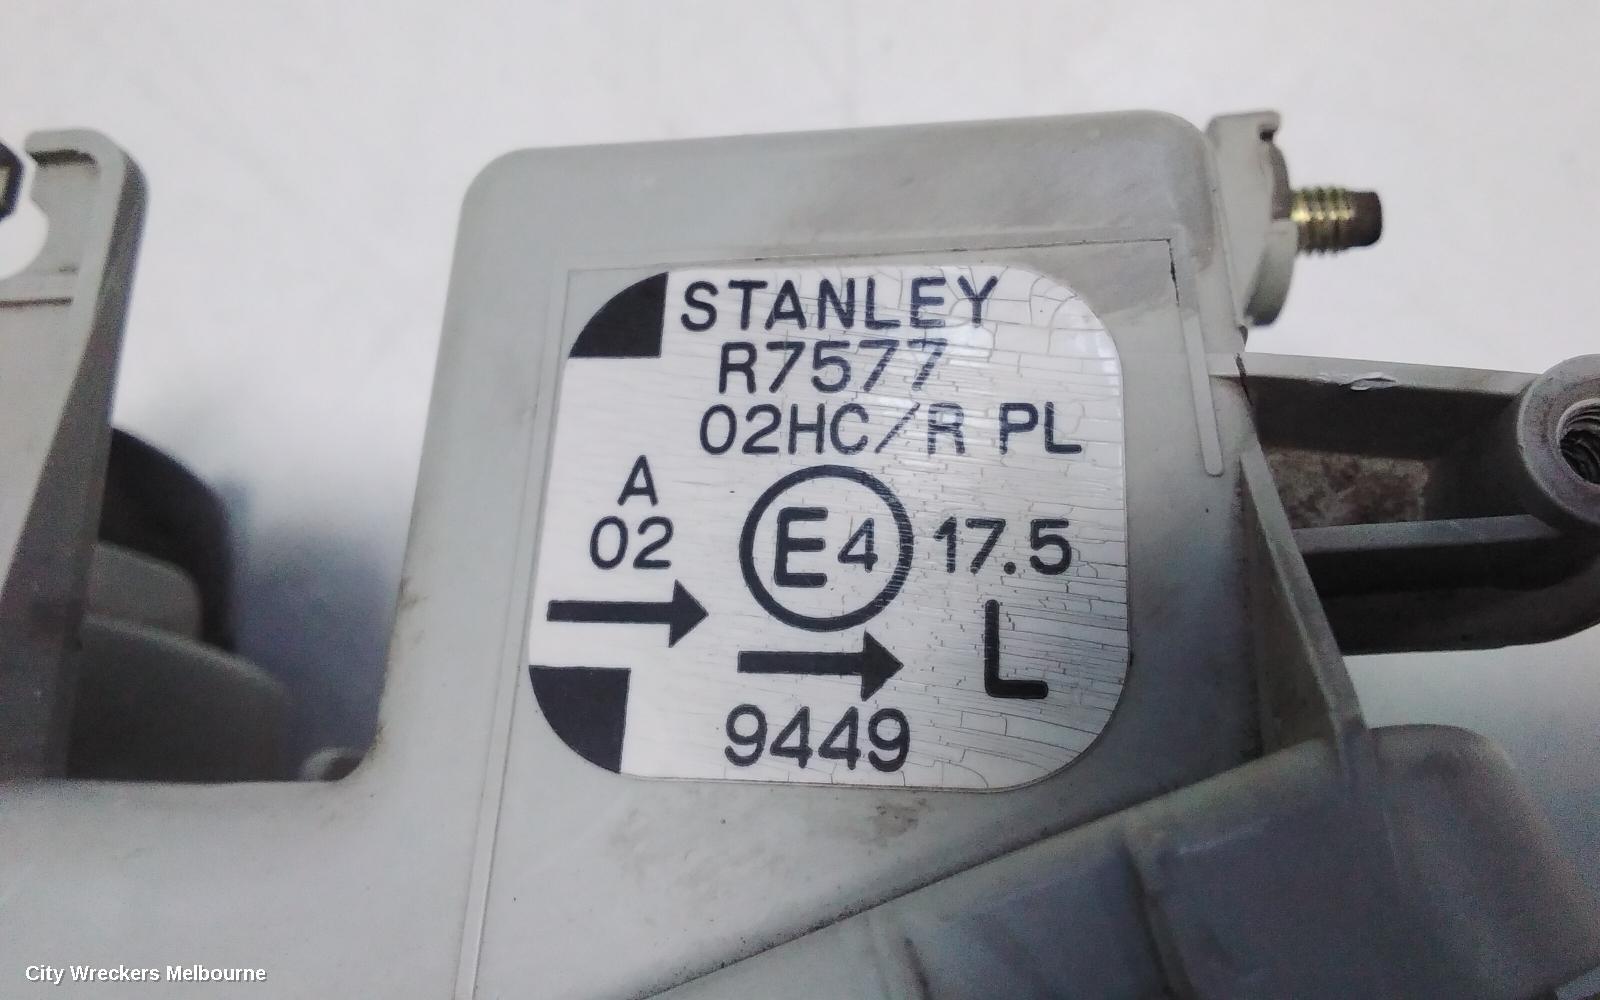 STANLEY
R7577
02HC/R PL
A
02
E4
17.5
L
9449
City Wreckers Melbourne